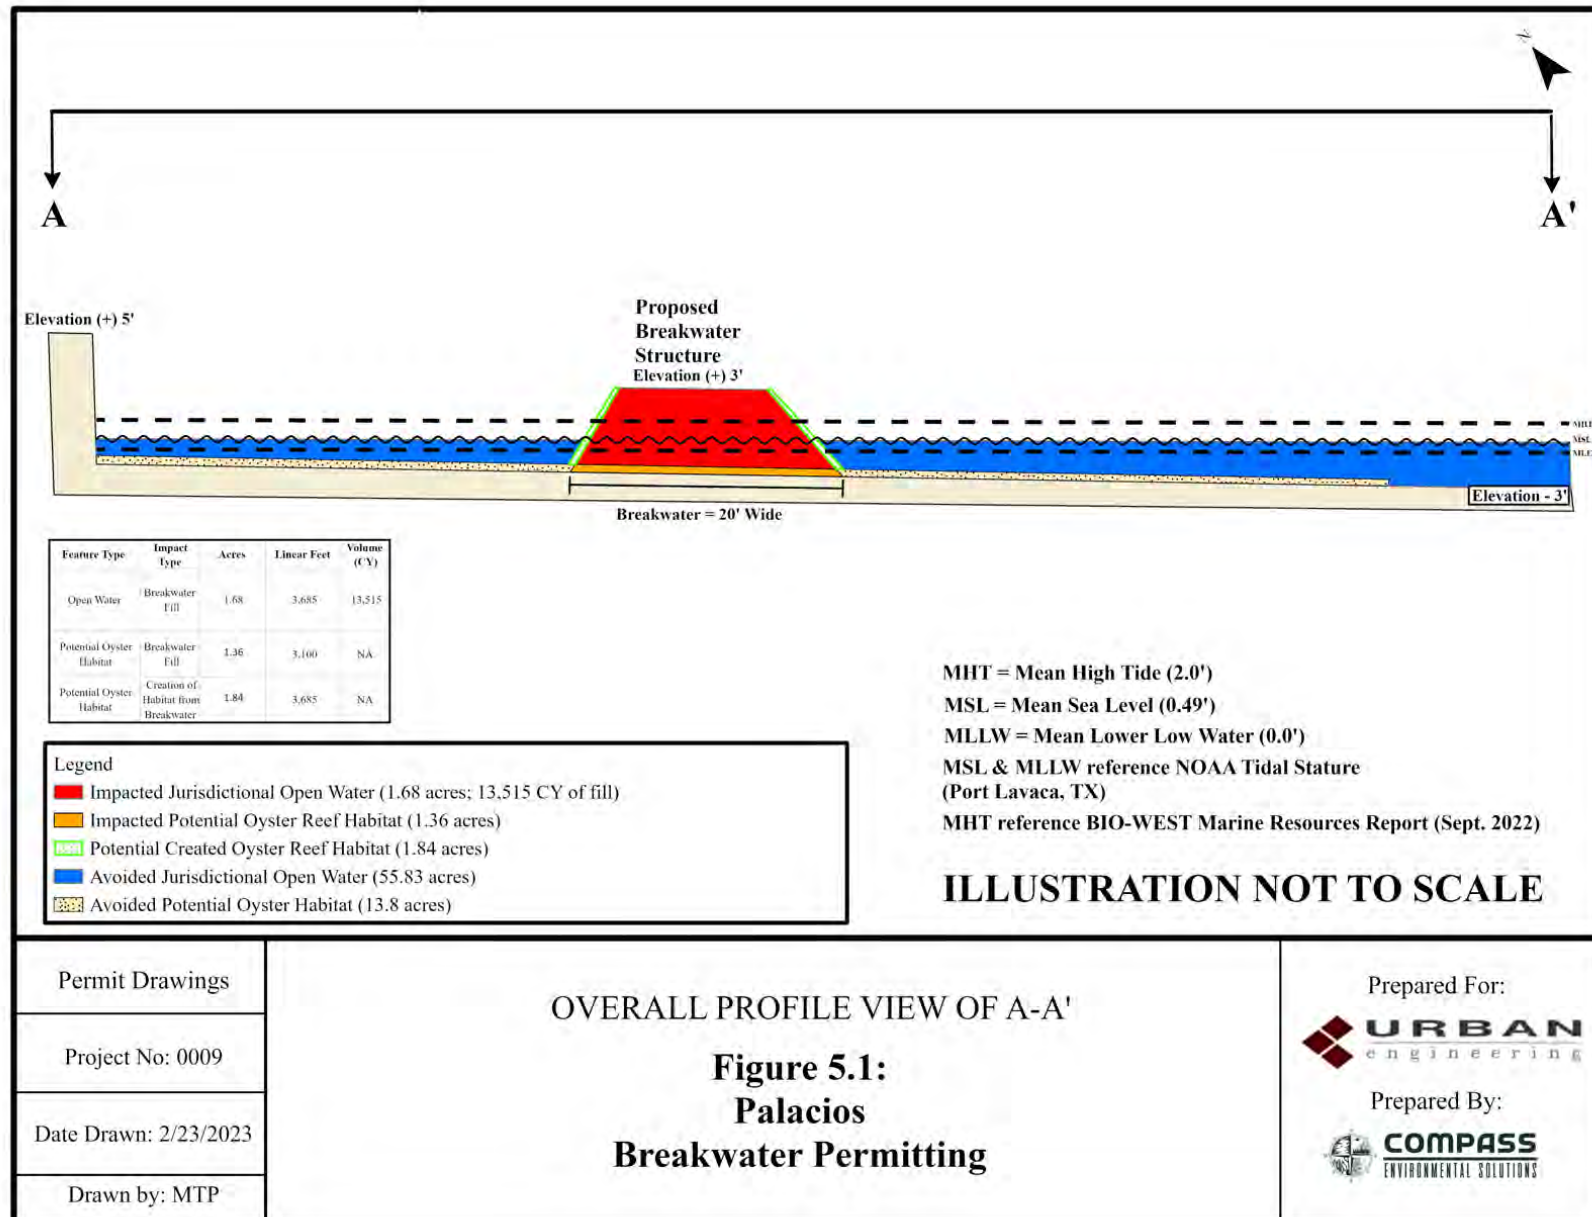 N
A
A'
Elevation (+) 5'
Proposed
Breakwater
Structure
Elevation (+) 3'
MSL
Elevation - 3'
Breakwater = 20' Wide
Feature Type Impact Type Acres Linear Feet Volume (CY)
Open Water Breakwater Fill 1.68 3,685 13,515
Potential Oyster Habitat Breakwater Fill 1.36 3,100 NA
Potential Oyster Habitat Creation of Habitat from Breakwater 1.84 3,685 NA
MHT = Mean High Tide (2.0')
MSL = Mean Sea Level (0.49')
MLLW = Mean Lower Low Water (0.0')
MSL & MLLW reference NOAA Tidal Stature
(Port Lavaca, TX)
MHT reference BIO-WEST Marine Resources Report (Sept. 2022)
ILLUSTRATION NOT TO SCALE
Legend
Impacted Jurisdictional Open Water (1.68 acres; 13,515 CY of fill)
Impacted Potential Oyster Reef Habitat (1.36 acres)
Potential Created Oyster Reef Habitat (1.84 acres)
Avoided Jurisdictional Open Water (55.83 acres)
Avoided Potential Oyster Habitat (13.8 acres)
Permit Drawings
Project No: 0009
Date Drawn: 2/23/2023
Drawn by: MTP
OVERALL PROFILE VIEW OF A-A'
Figure 5.1:
Palacios
Breakwater Permitting
Prepared For:
URBAN
engineering
Prepared By:
COMPASS
ENVIRONMENTAL SOLUTIONS